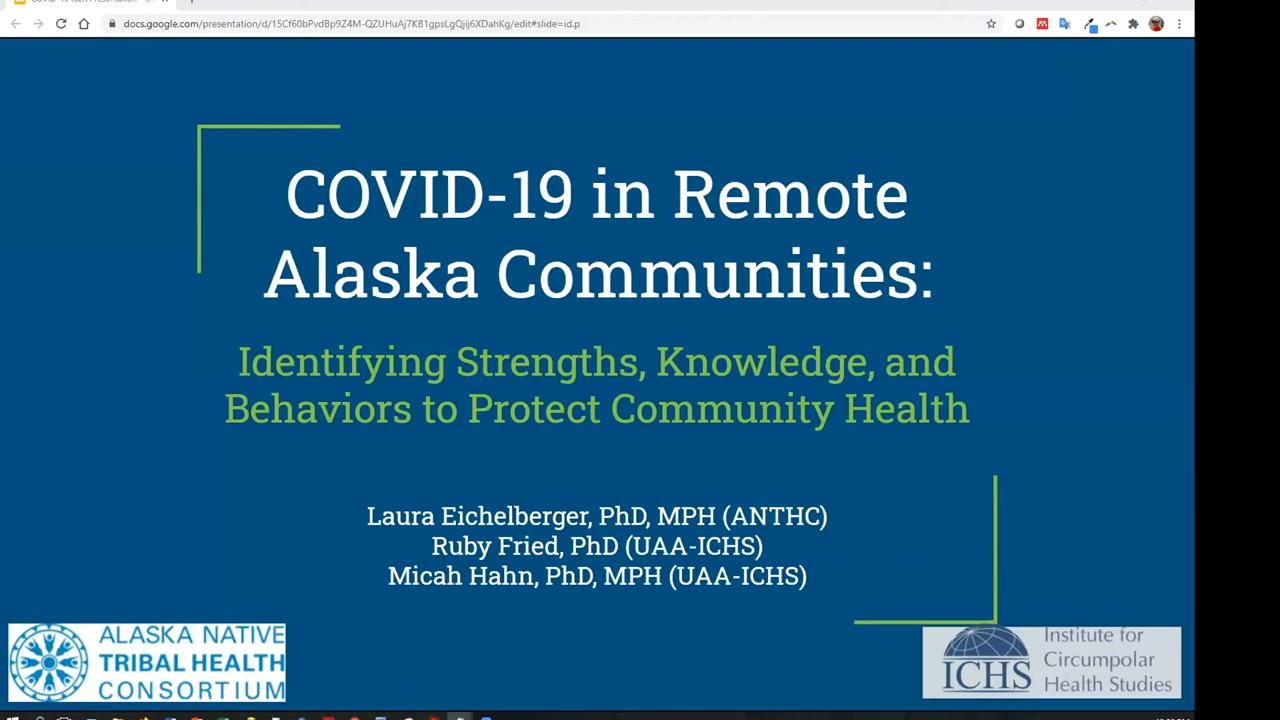 docs.google.com/presentation/d/15Cf60bPvdBp9Z4M-QZUHuAj7KB1gpsLgQjij6XDahKg/edit#slide=id.p
COVID-19 in Remote
Alaska Communities:
Identifying Strengths, Knowledge, and
Behaviors to Protect Community Health
Laura Eichelberger, PhD, MPH (ANTHC)
Ruby Fried, PhD (UAA-ICHS)
Micah Hahn, PhD, MPH (UAA-ICHS)
ALASKA NATIVE
TRIBAL HEALTH
CONSORTIUM
ICHS
Institute for
Circumpolar
Health Studies